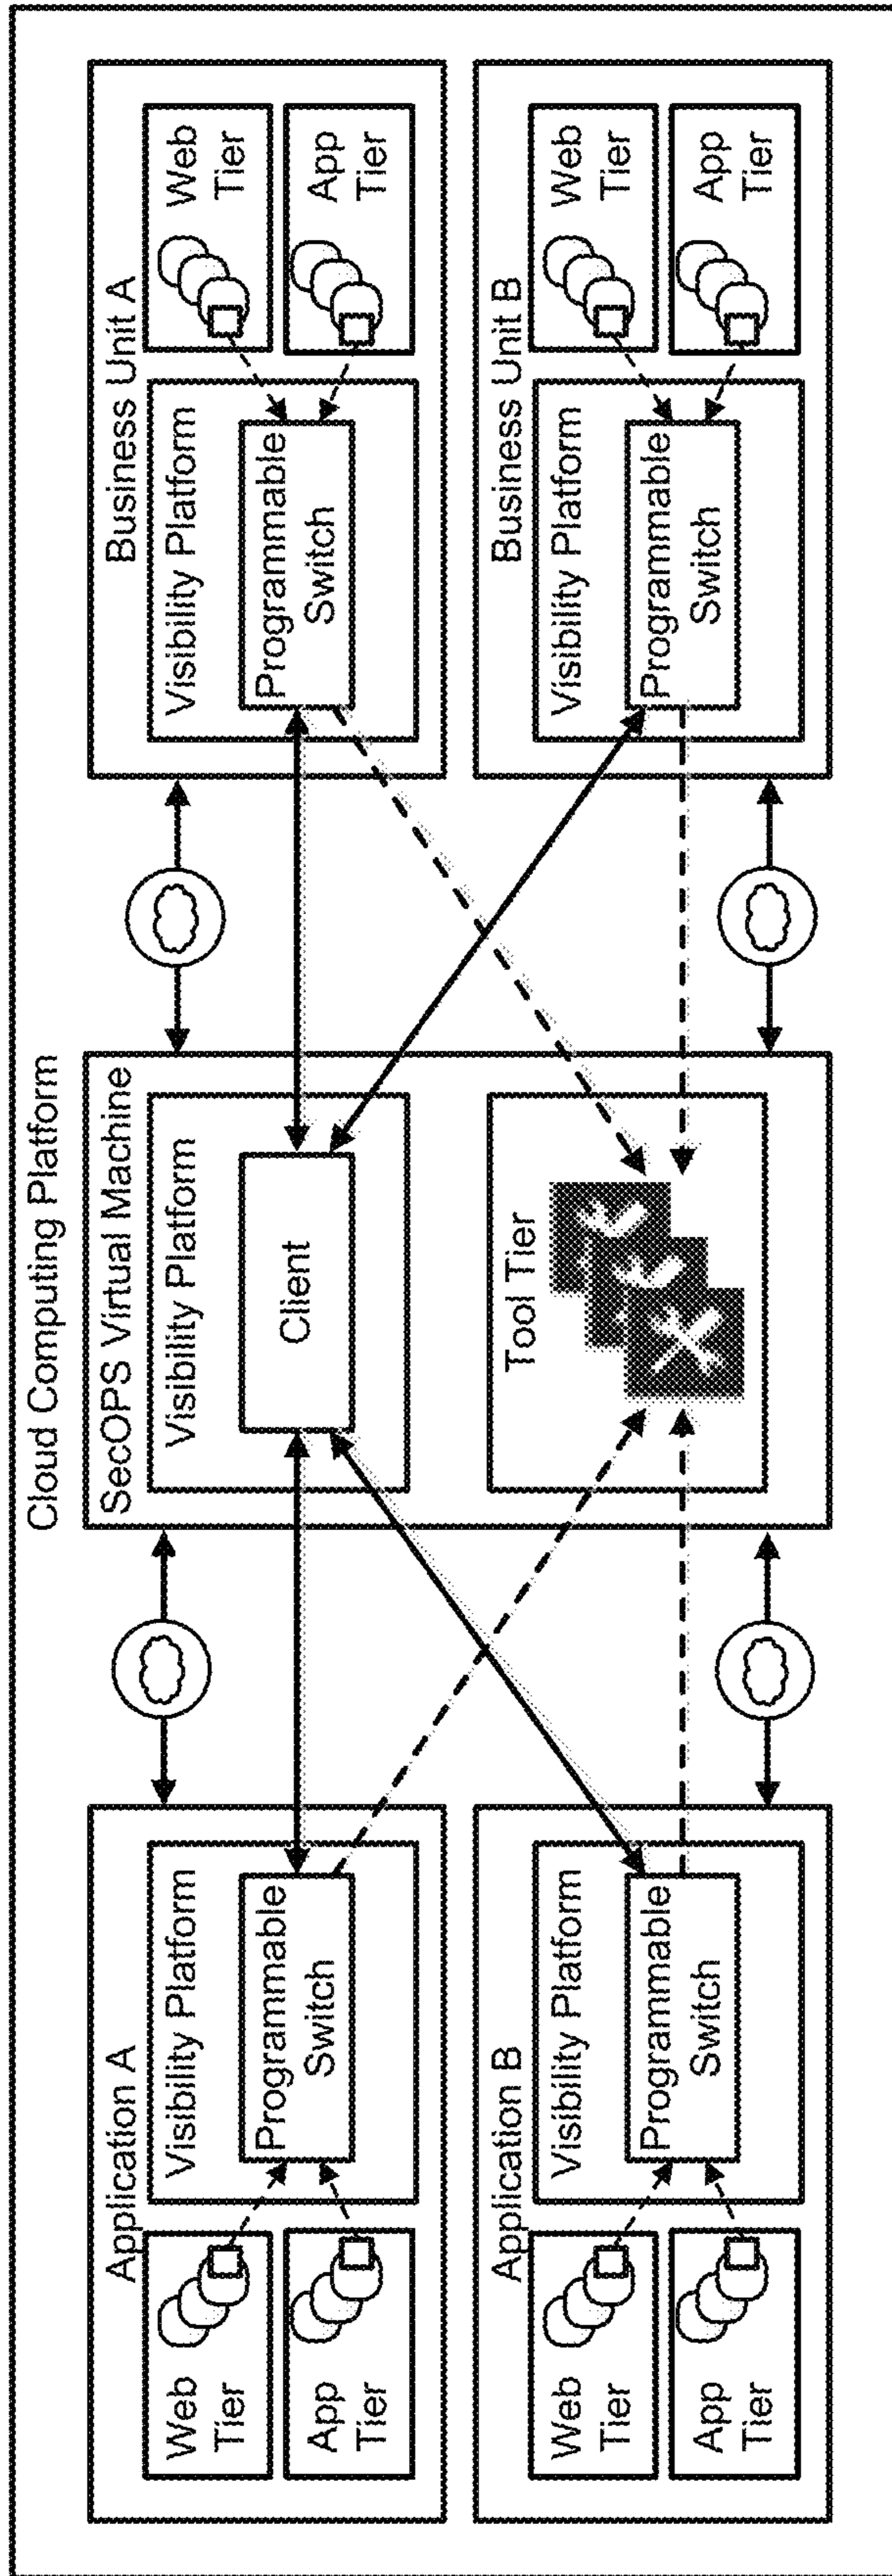 Cloud Computing Platform
Application A
Web
Tier
App
Tier
Visibility Platform
Programmable
Switch
Application B
Web
Tier
App
Tier
Visibility Platform
Programmable
Switch
SecOPS Virtual Machine
Visibility Platform
Client
Tool Tier
Business Unit A
Visibility Platform
Programmable
Switch
Web
Tier
App
Tier
Business Unit B
Visibility Platform
Programmable
Switch
Web
Tier
App
Tier